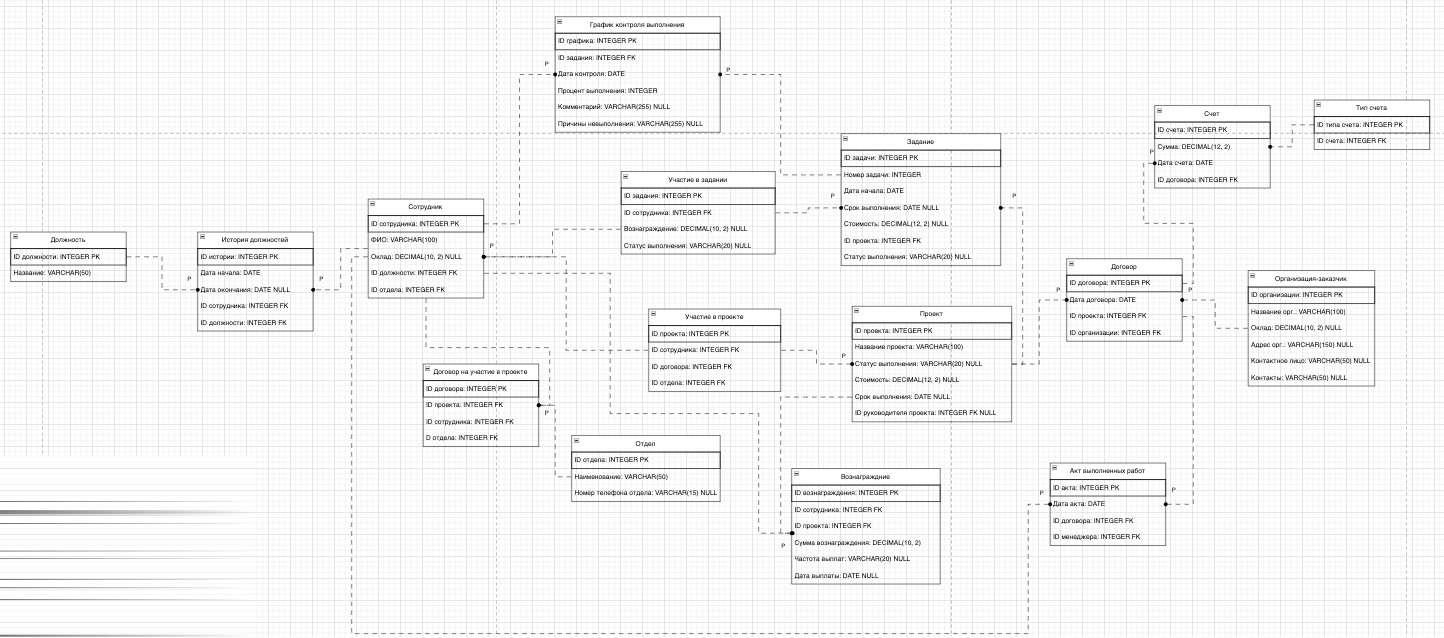 График контроля выполнения
ID графика: INTEGER PK
ID задания: INTEGER FK
Дата контроля: DATE
Процент выполнения: INTEGER
Комментарий: VARCHAR(255) NULL
Причины невыполнения: VARCHAR(255) NULL
P
P
Счет
ID счета: INTEGER PK
Сумма: DECIMAL(12, 2)
Дата счета: DATE
ID договора: INTEGER FK
P
Тип счета
ID типа счета: INTEGER PK
ID счета: INTEGER FK
Задание
ID задачи: INTEGER PK
Номер задачи: INTEGER
Дата начала: DATE
Срок выполнения: DATE NULL
Стоимость: DECIMAL(12, 2) NULL
ID проекта: INTEGER FK
Статус выполнения: VARCHAR(20) NULL
P
P
Участие в задании
ID задания: INTEGER PK
ID сотрудника: INTEGER FK
Вознаграждение: DECIMAL(10, 2) NULL
Статус выполнения: VARCHAR(20) NULL
Сотрудник
ID сотрудника: INTEGER PK
ФИО: VARCHAR(100)
Оклад: DECIMAL(10, 2) NULL
ID должности: INTEGER FK
ID отдела: INTEGER FK
P
Должность
ID должности: INTEGER PK
Название: VARCHAR(50)
История должностей
ID истории: INTEGER PK
Дата начала: DATE
Дата окончания: DATE NULL
ID сотрудника: INTEGER FK
ID должности: INTEGER FK
P
P
Договор
ID договора: INTEGER PK
Дата договора: DATE
ID проекта: INTEGER FK
ID организации: INTEGER FK
P
P
Организация-заказчик
ID организации: INTEGER PK
Название орг.: VARCHAR(100)
Оклад: DECIMAL(10, 2) NULL
Адрес орг.: VARCHAR(150) NULL
Контактное лицо: VARCHAR(50) NULL
Контакты: VARCHAR(50) NULL
Участие в проекте
ID проекта: INTEGER PK
ID сотрудника: INTEGER FK
ID договора: INTEGER FK
ID отдела: INTEGER FK
Проект
ID проекта: INTEGER PK
Название проекта: VARCHAR(100)
Статус выполнения: VARCHAR(20) NULL
Стоимость: DECIMAL(12, 2) NULL
Срок выполнения: DATE NULL
ID руководителя проекта: INTEGER FK NULL
P
Договор на участие в проекте
ID договора: INTEGER PK
ID проекта: INTEGER FK
ID сотрудника: INTEGER FK
D отдела: INTEGER FK
P
Отдел
ID отдела: INTEGER PK
Наименование: VARCHAR(50)
Номер телефона отдела: VARCHAR(15) NULL
Вознаграждние
ID вознаграждения: INTEGER PK
ID сотрудника: INTEGER FK
ID проекта: INTEGER FK
Сумма вознаграждения: DECIMAL(10, 2)
Частота выплат: VARCHAR(20) NULL
Дата выплаты: DATE NULL
P
Акт выполненных работ
ID акта: INTEGER PK
Дата акта: DATE
ID договора: INTEGER FK
ID менеджера: INTEGER FK
P
P